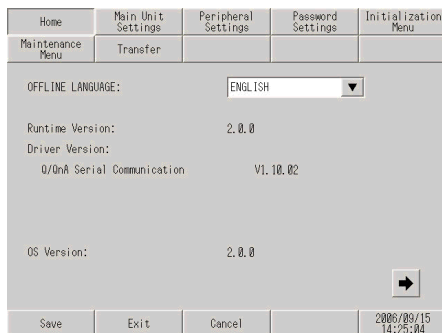 Home
Main Unit
Settings
Peripheral
Settings
Password
Settings
Initialization
Menu
Maintenance
Menu
Transfer
OFFLINE LANGUAGE:
ENGLISH
Runtime Version:
2.0.0
Driver Version:
Q/QnA Serial Communication
V1.10.02
OS Version:
2.0.0
Save
Exit
Cancel
2006/09/15
14:25:04